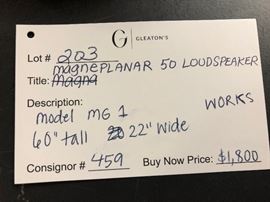 G GLEATON'S
Lot # 203
magnePLANAR 50 LOUDSPEAKER
Title: magna
Description:
model MG 1 WORKS
60" tall 22" wide
Consignor # 459 Buy Now Price: $1,800